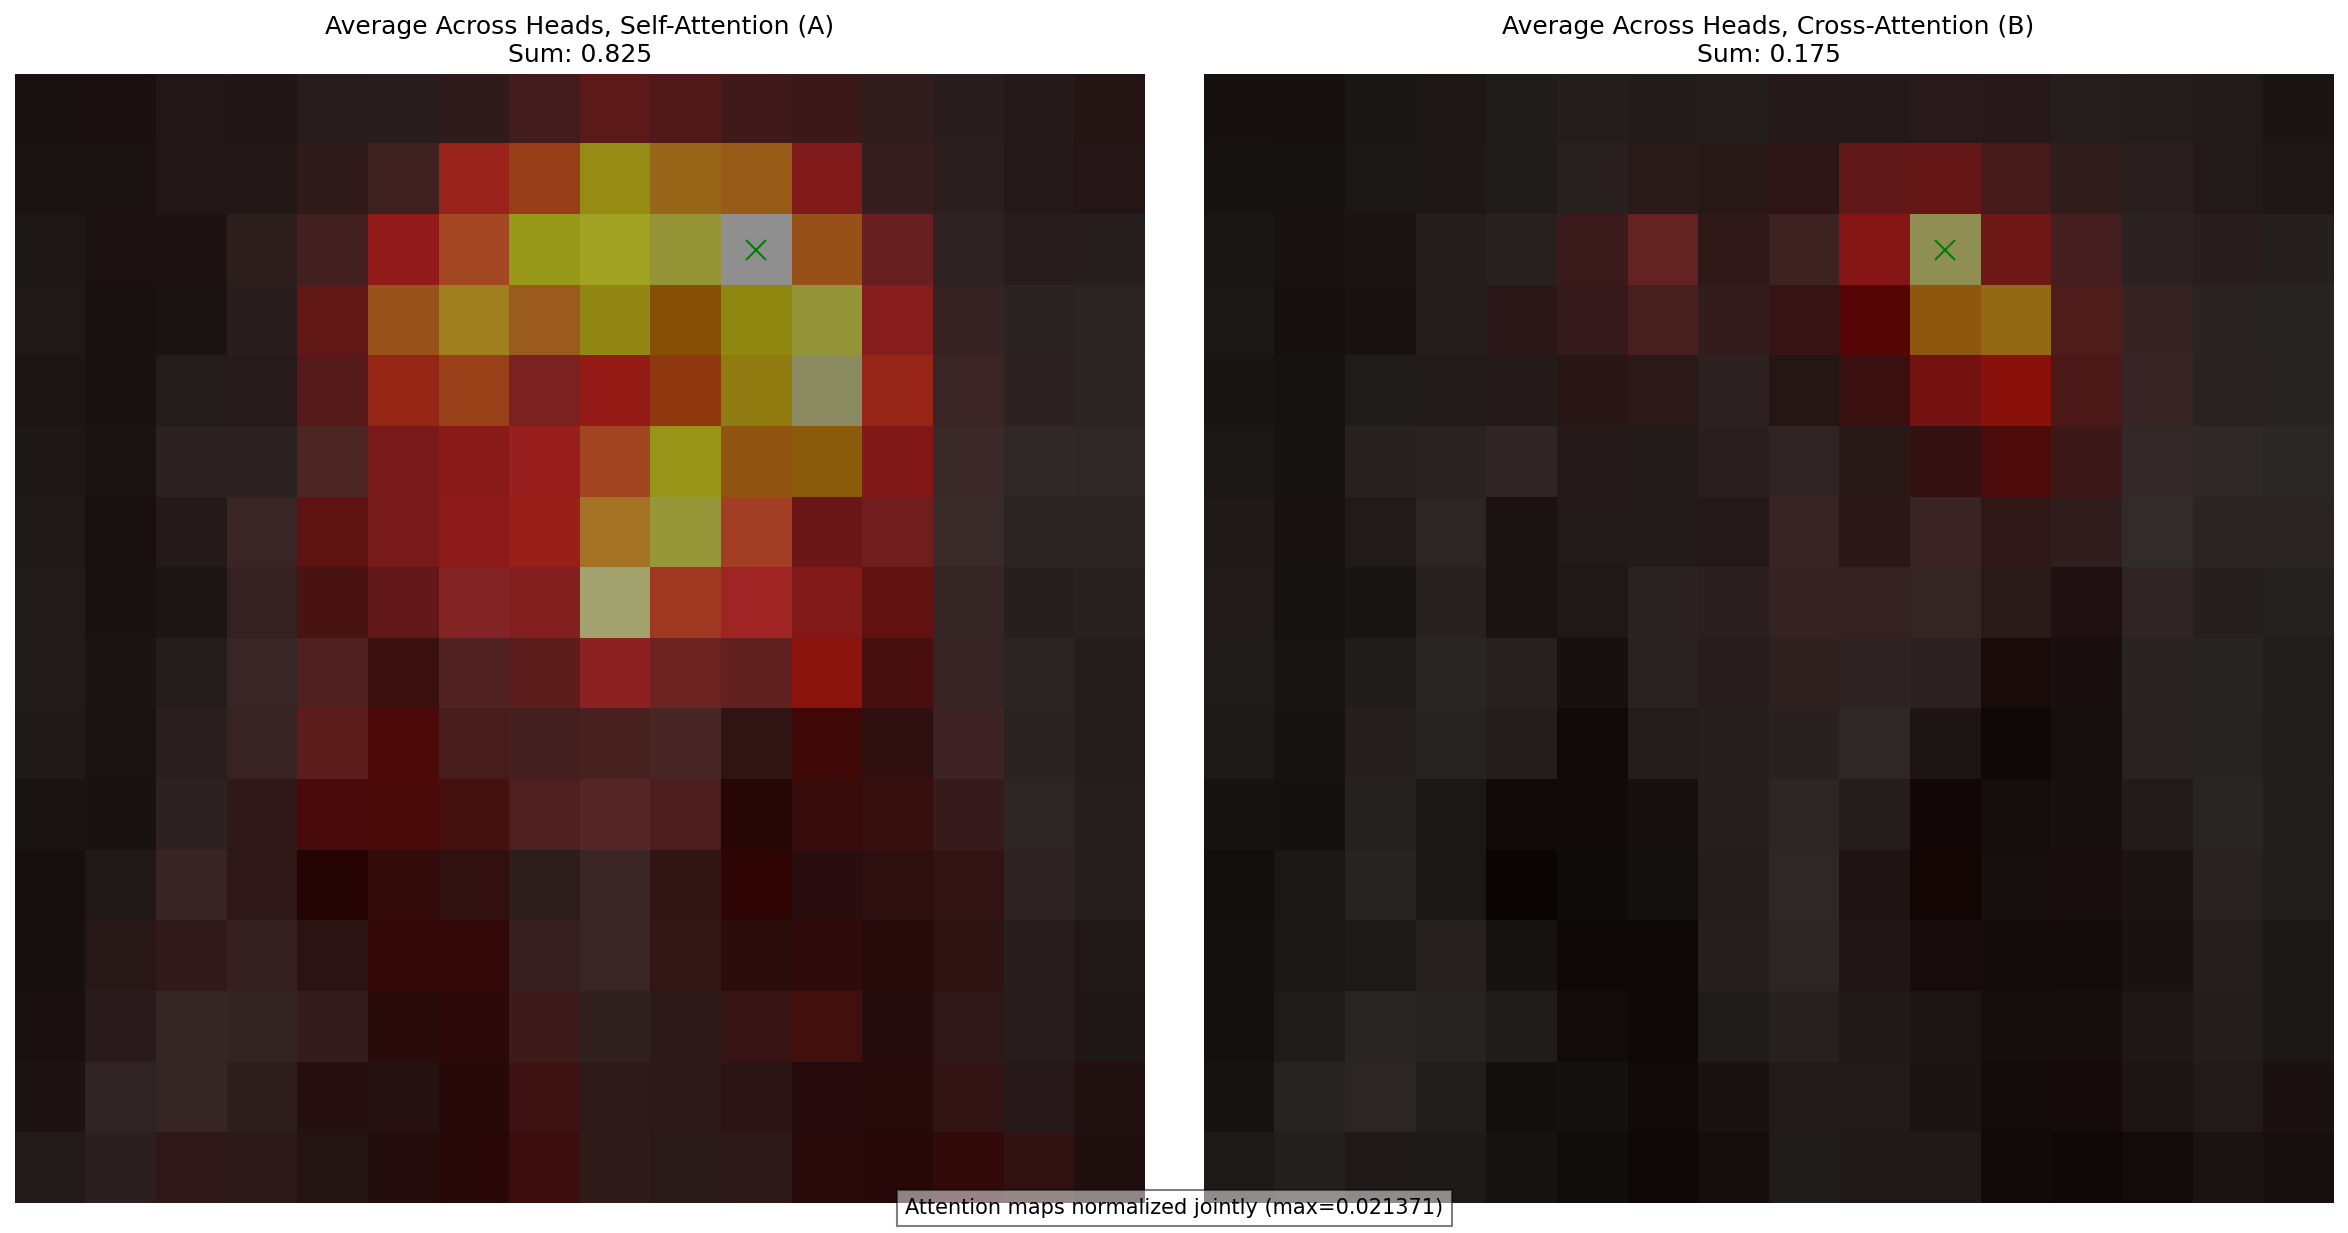 Average Across Heads, Self-Attention (A)
Sum: 0.825
Average Across Heads, Cross-Attention (B)
Sum: 0.175
Attention maps normalized jointly (max=0.021371)